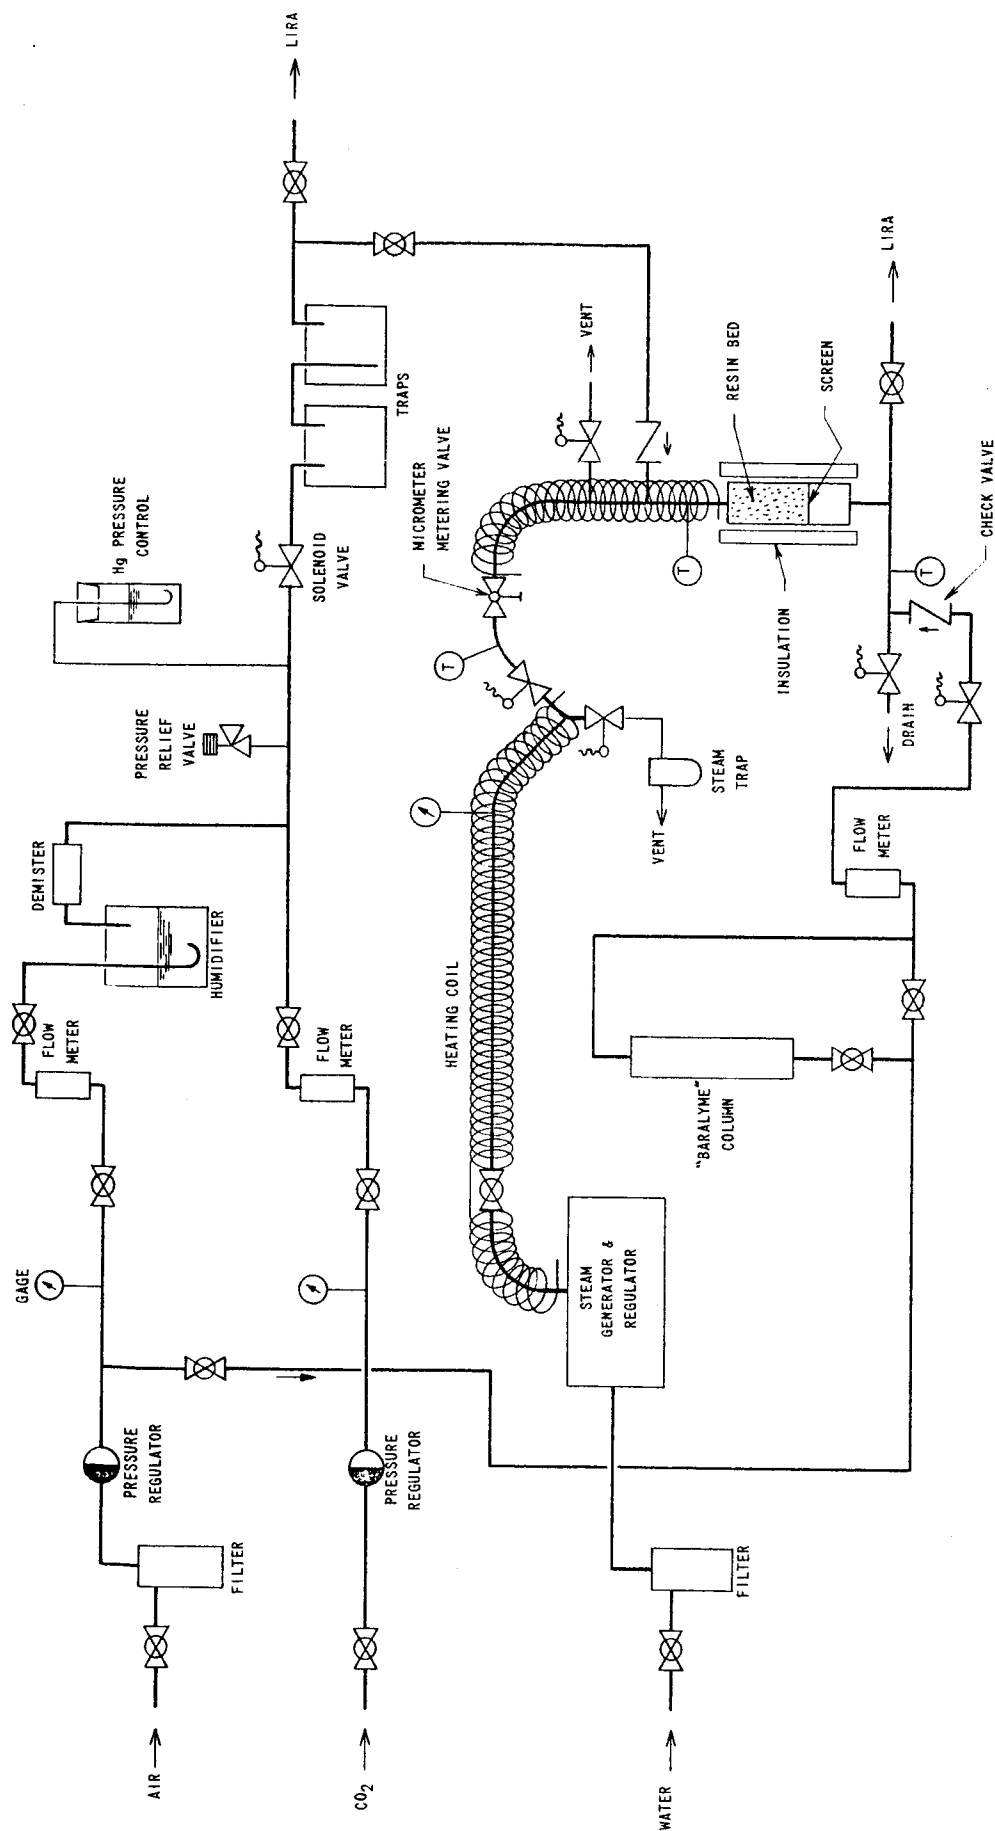 AIR
FILTER
PRESSURE
REGULATOR
GAGE
FLOW
METER
HUMIDIFIER
DEMISTER
PRESSURE
RELIEF
VALVE
Hg PRESSURE
CONTROL
SOLENOID
VALVE
TRAPS
LIRA
CO2
PRESSURE
REGULATOR
FLOW
METER
HEATING COIL
T
MICROMETER
METERING VALVE
VENT
STEAM
TRAP
VENT
T
RESIN BED
SCREEN
INSULATION
WATER
FILTER
STEAM
GENERATOR &
REGULATOR
"BARALYME"
COLUMN
FLOW
METER
DRAIN
T
CHECK VALVE
LIRA